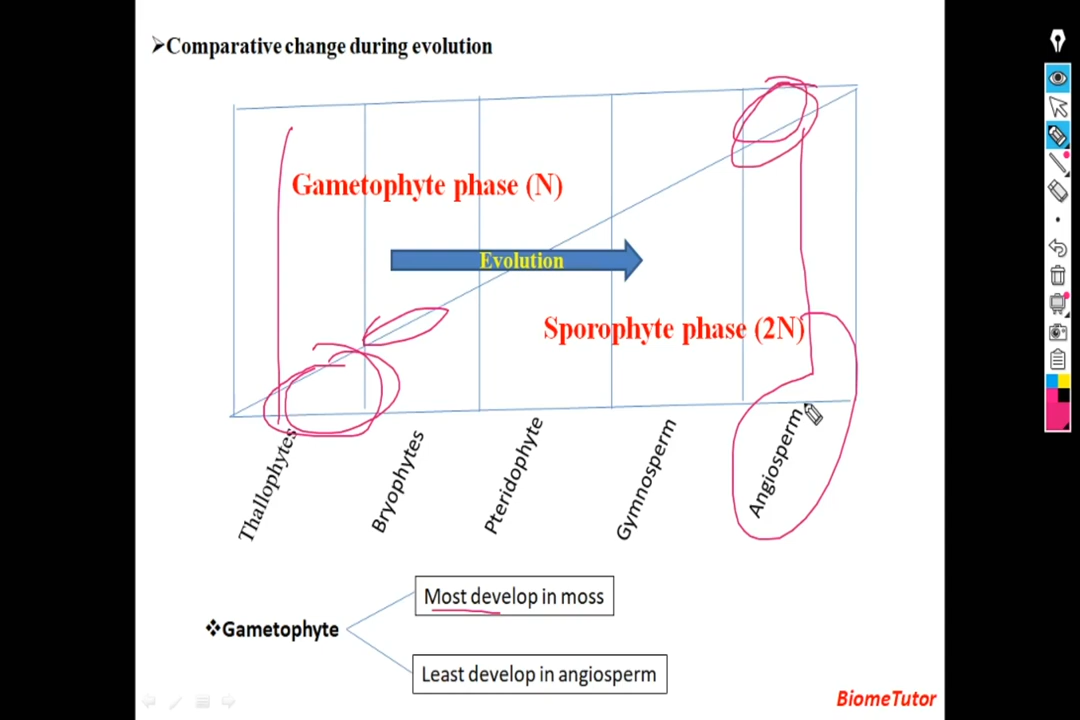 ➢Comparative change during evolution
Gametophyte phase (N)
Evolution
Sporophyte phase (2N)
Thallophytes
Bryophytes
Pteridophyte
Gymnosperm
Angiosperm
Most develop in moss
❖Gametophyte
Least develop in angiosperm
BiomeTutor